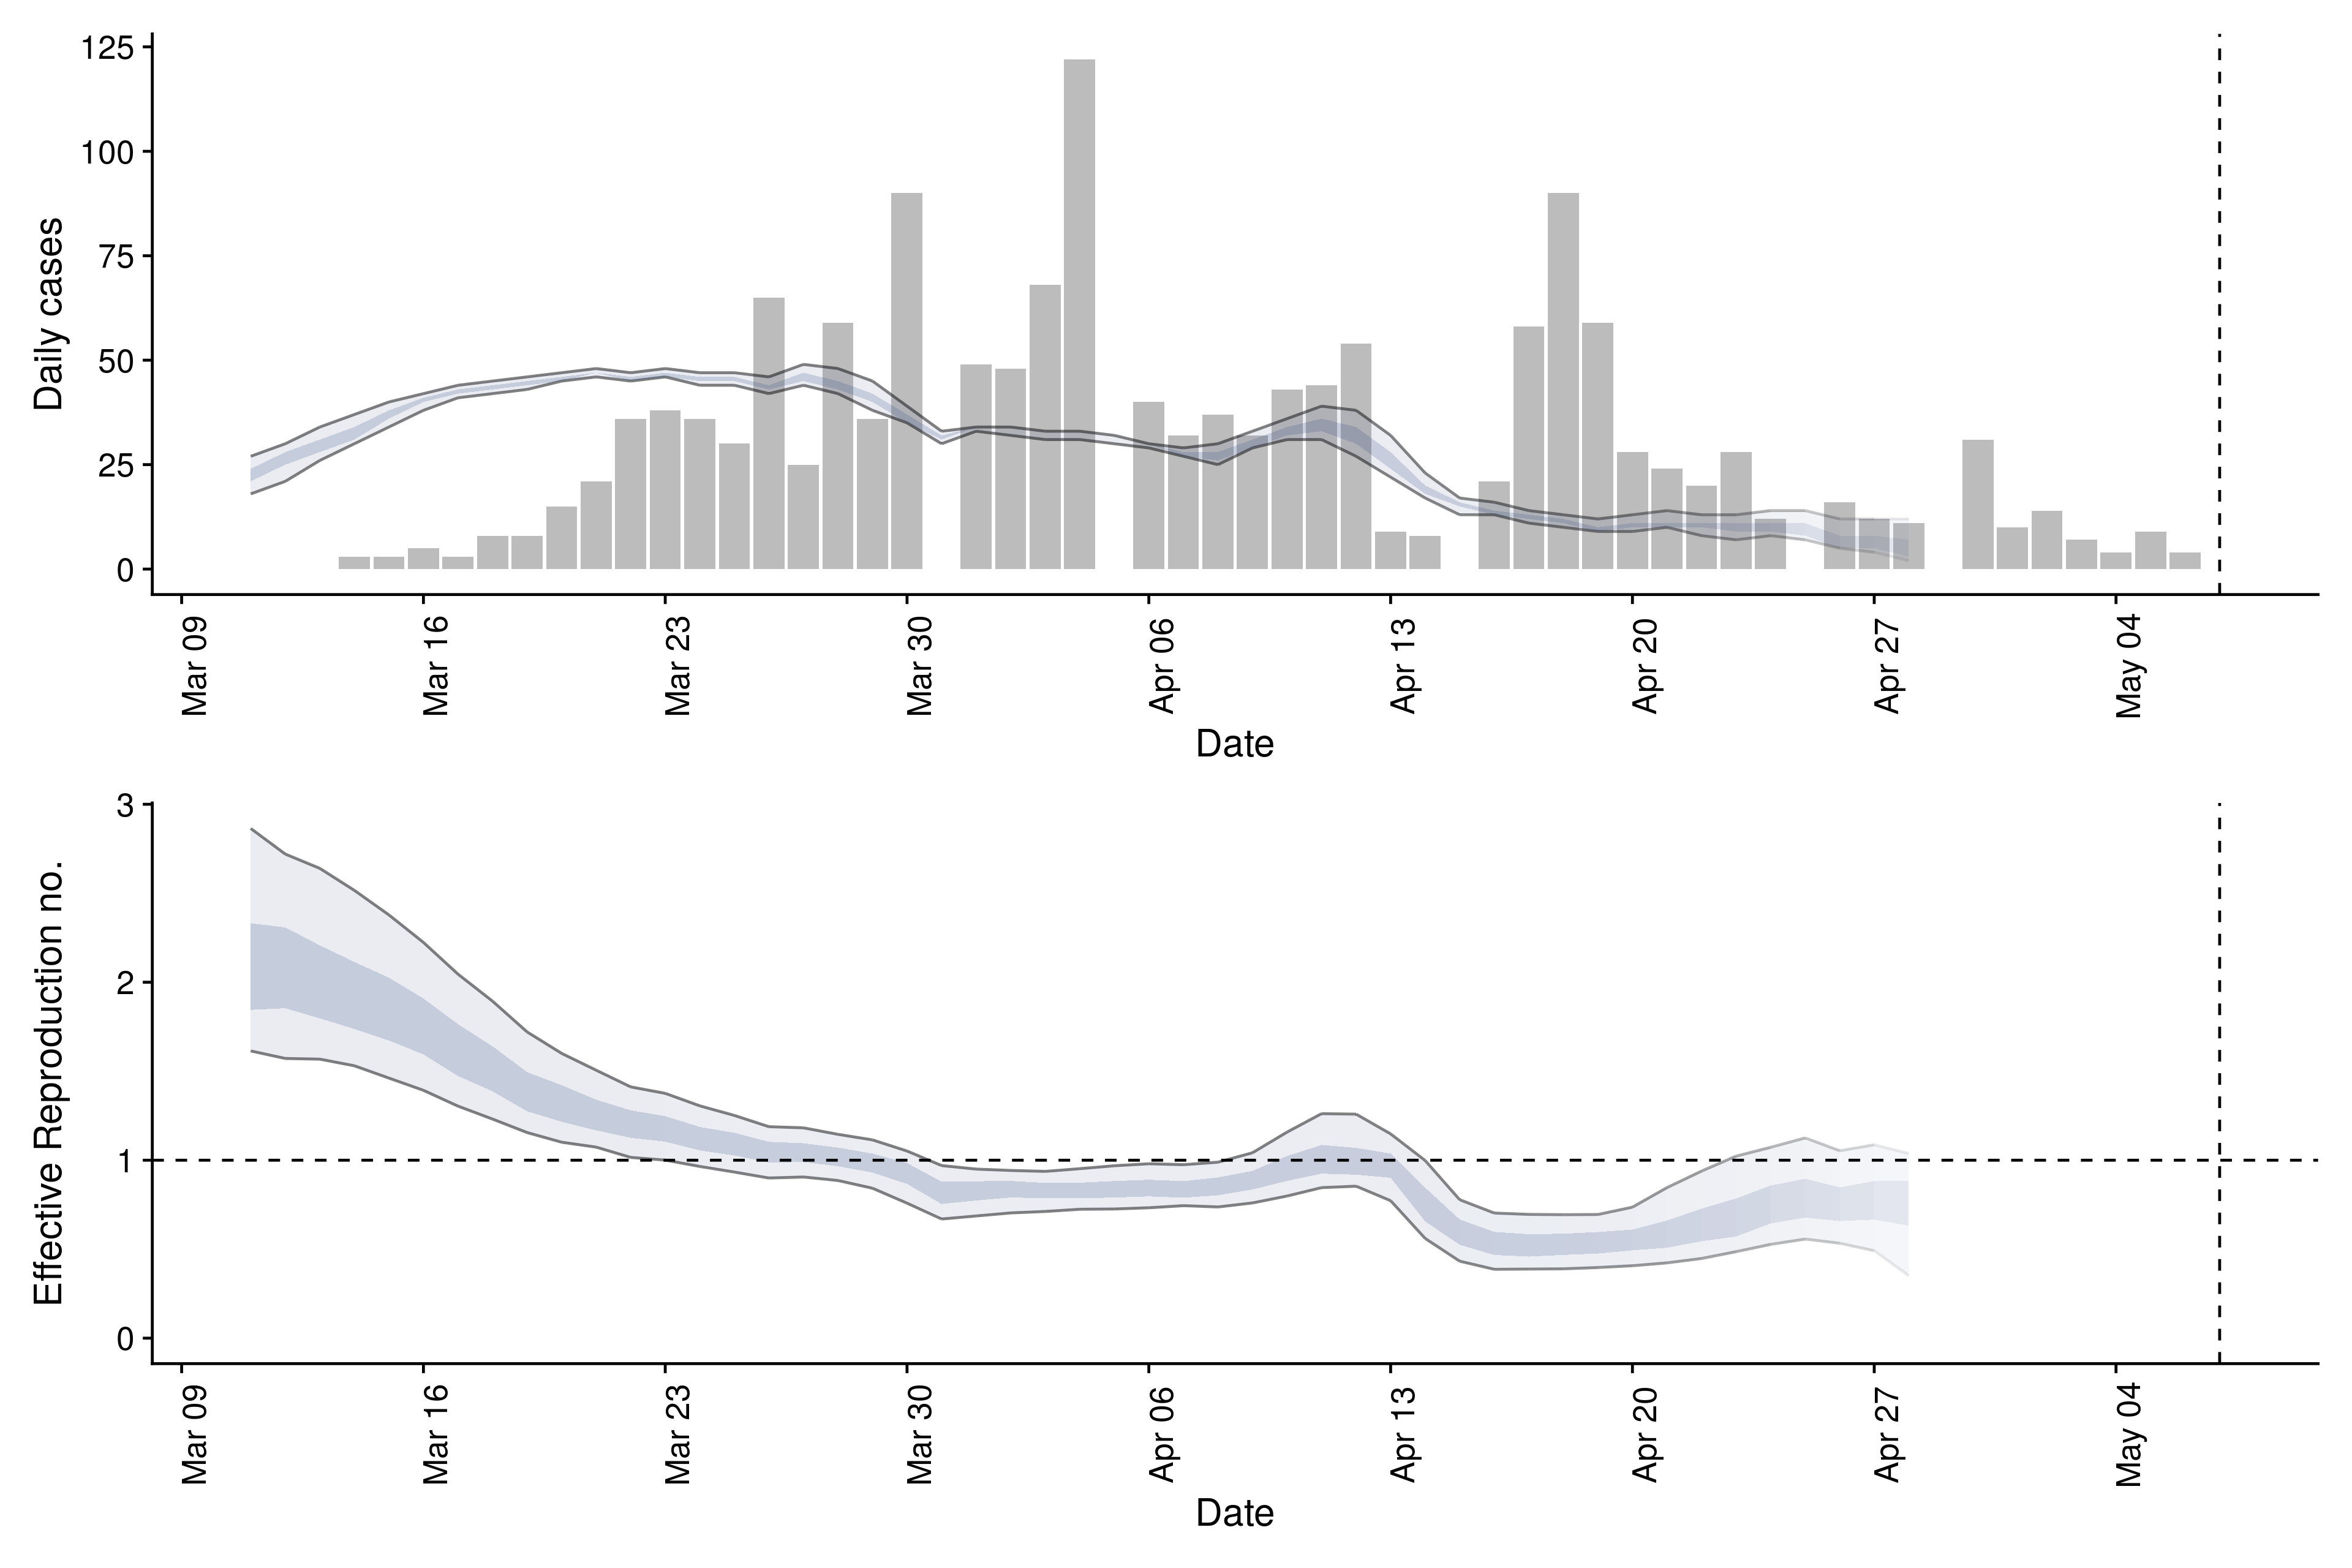 125
100
75
50
25
0
Daily cases
Mar 09
Mar 16
Mar 23
Mar 30
Apr 06
Apr 13
Apr 20
Apr 27
May 04
Date
3
2
1
0
Effective Reproduction no.
Mar 09
Mar 16
Mar 23
Mar 30
Apr 06
Apr 13
Apr 20
Apr 27
May 04
Date